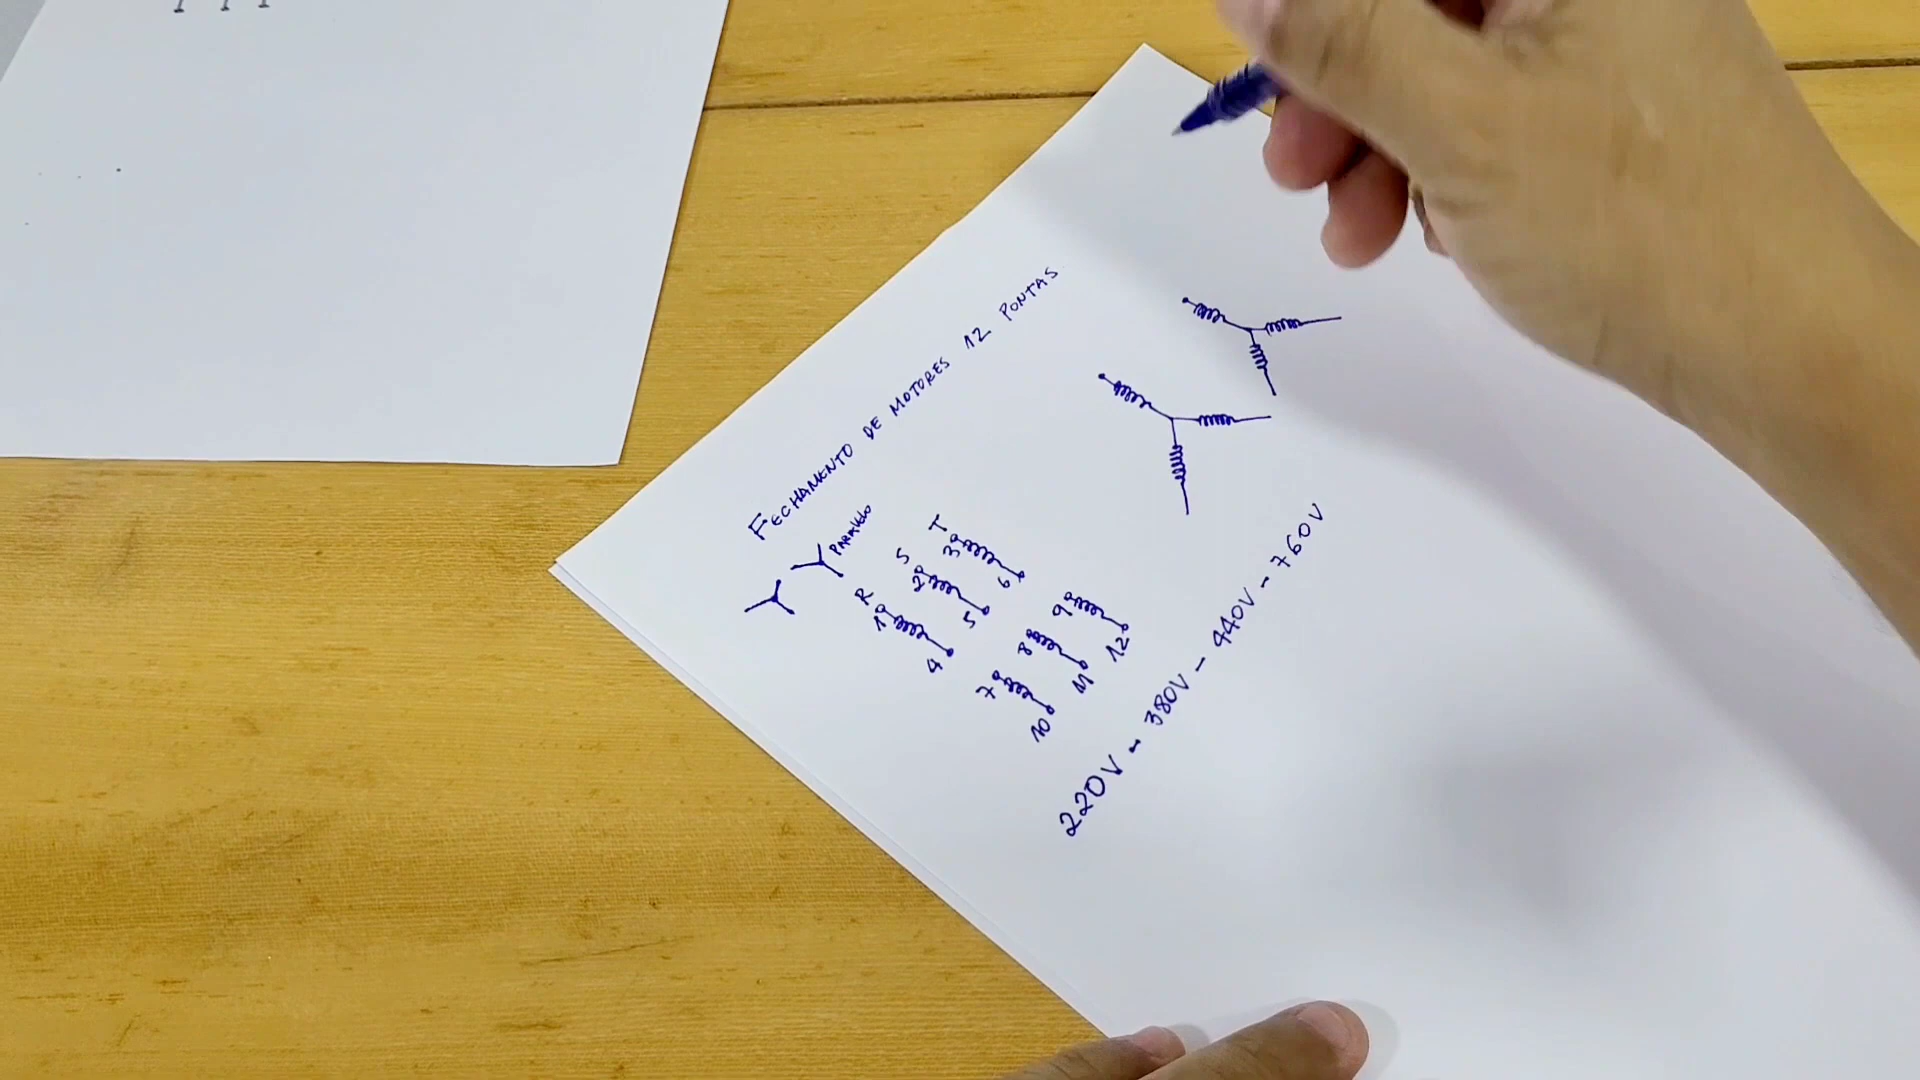 FECHAMENTO DE MOTORES 12 PONTAS
PARALELO
R S T
1 2 3
4 5 6
7 8 9
10 11 12
220V - 380V - 440V - 760V